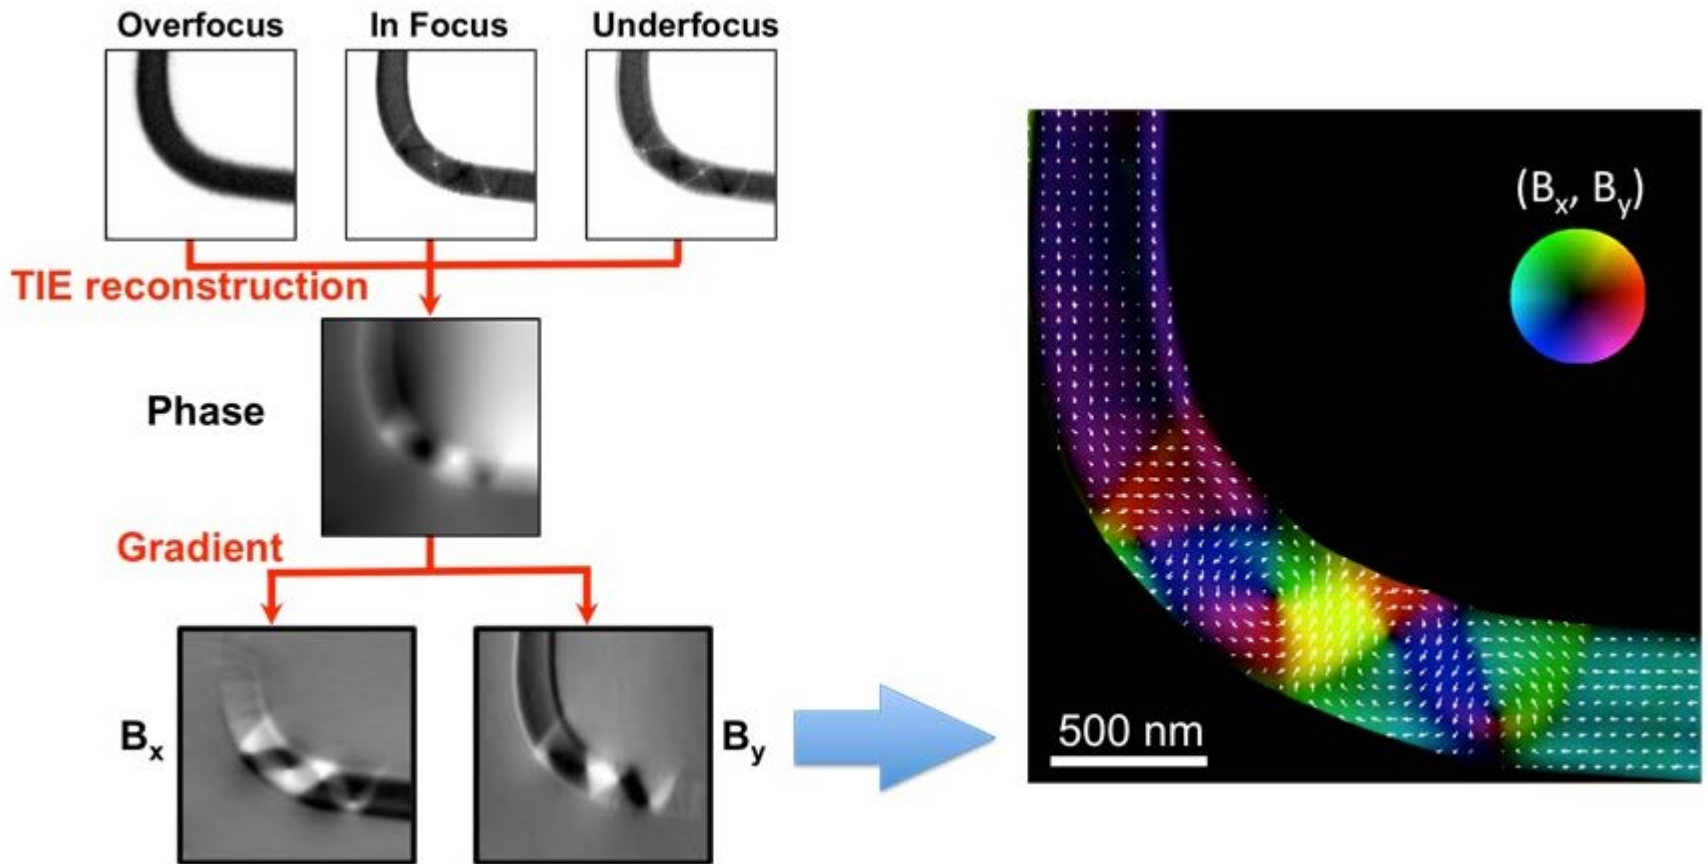 Overfocus
In Focus
Underfocus
TIE reconstruction
Phase
Gradient
Bx
By
(Bx, By)
500 nm